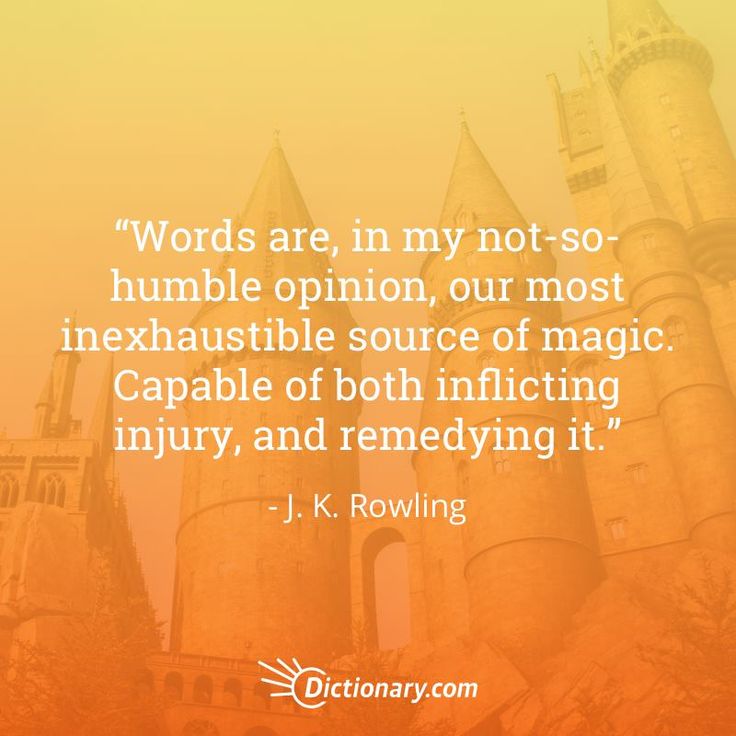 “Words are, in my not-so-
humble opinion, our most
inexhaustible source of magic.
Capable of both inflicting
injury, and remedying it.”
- J. K. Rowling
Dictionary.com